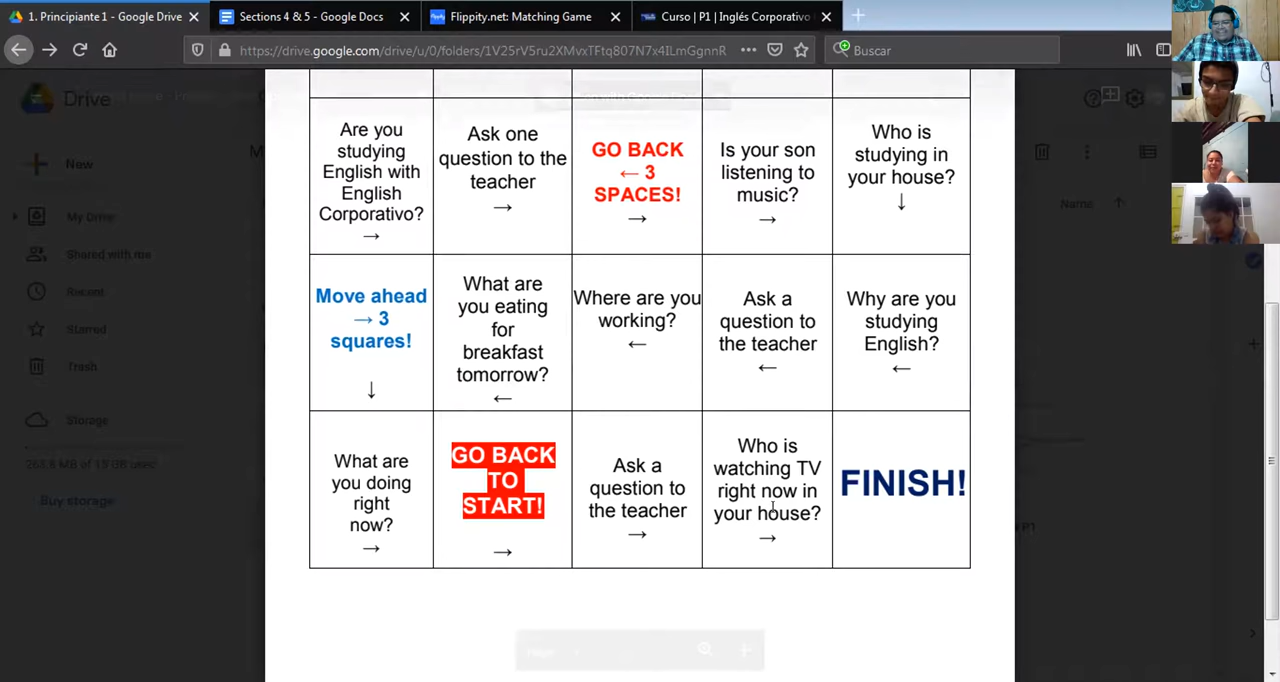 1. Principiante 1 - Google Drive
Sections 4 & 5 - Google Docs
Flippity.net: Matching Game
Curso | P1 | Inglés Corporativo
https://drive.google.com/drive/u/0/folders/1V25rV5ru2XMvxTFtq807N7x4ILmGgnnR
Buscar
Drive
New
My Drive
Shared with me
Recent
Starred
Trash
Storage
Buy storage
Name
Are you
studying
English with
English
Corporativo?
→
Ask one
question to the
teacher
→
GO BACK
← 3
SPACES!
→
Is your son
listening to
music?
→
Who is
studying in
your house?
↓
Move ahead
→ 3
squares!
↓
What are
you eating
for
breakfast
tomorrow?
←
Where are you
working?
←
Ask a
question to
the teacher
←
Why are you
studying
English?
←
What are
you doing
right
now?
→
GO BACK
TO
START!
→
Ask a
question to
the teacher
→
Who is
watching TV
right now in
your house?
→
FINISH!
Page